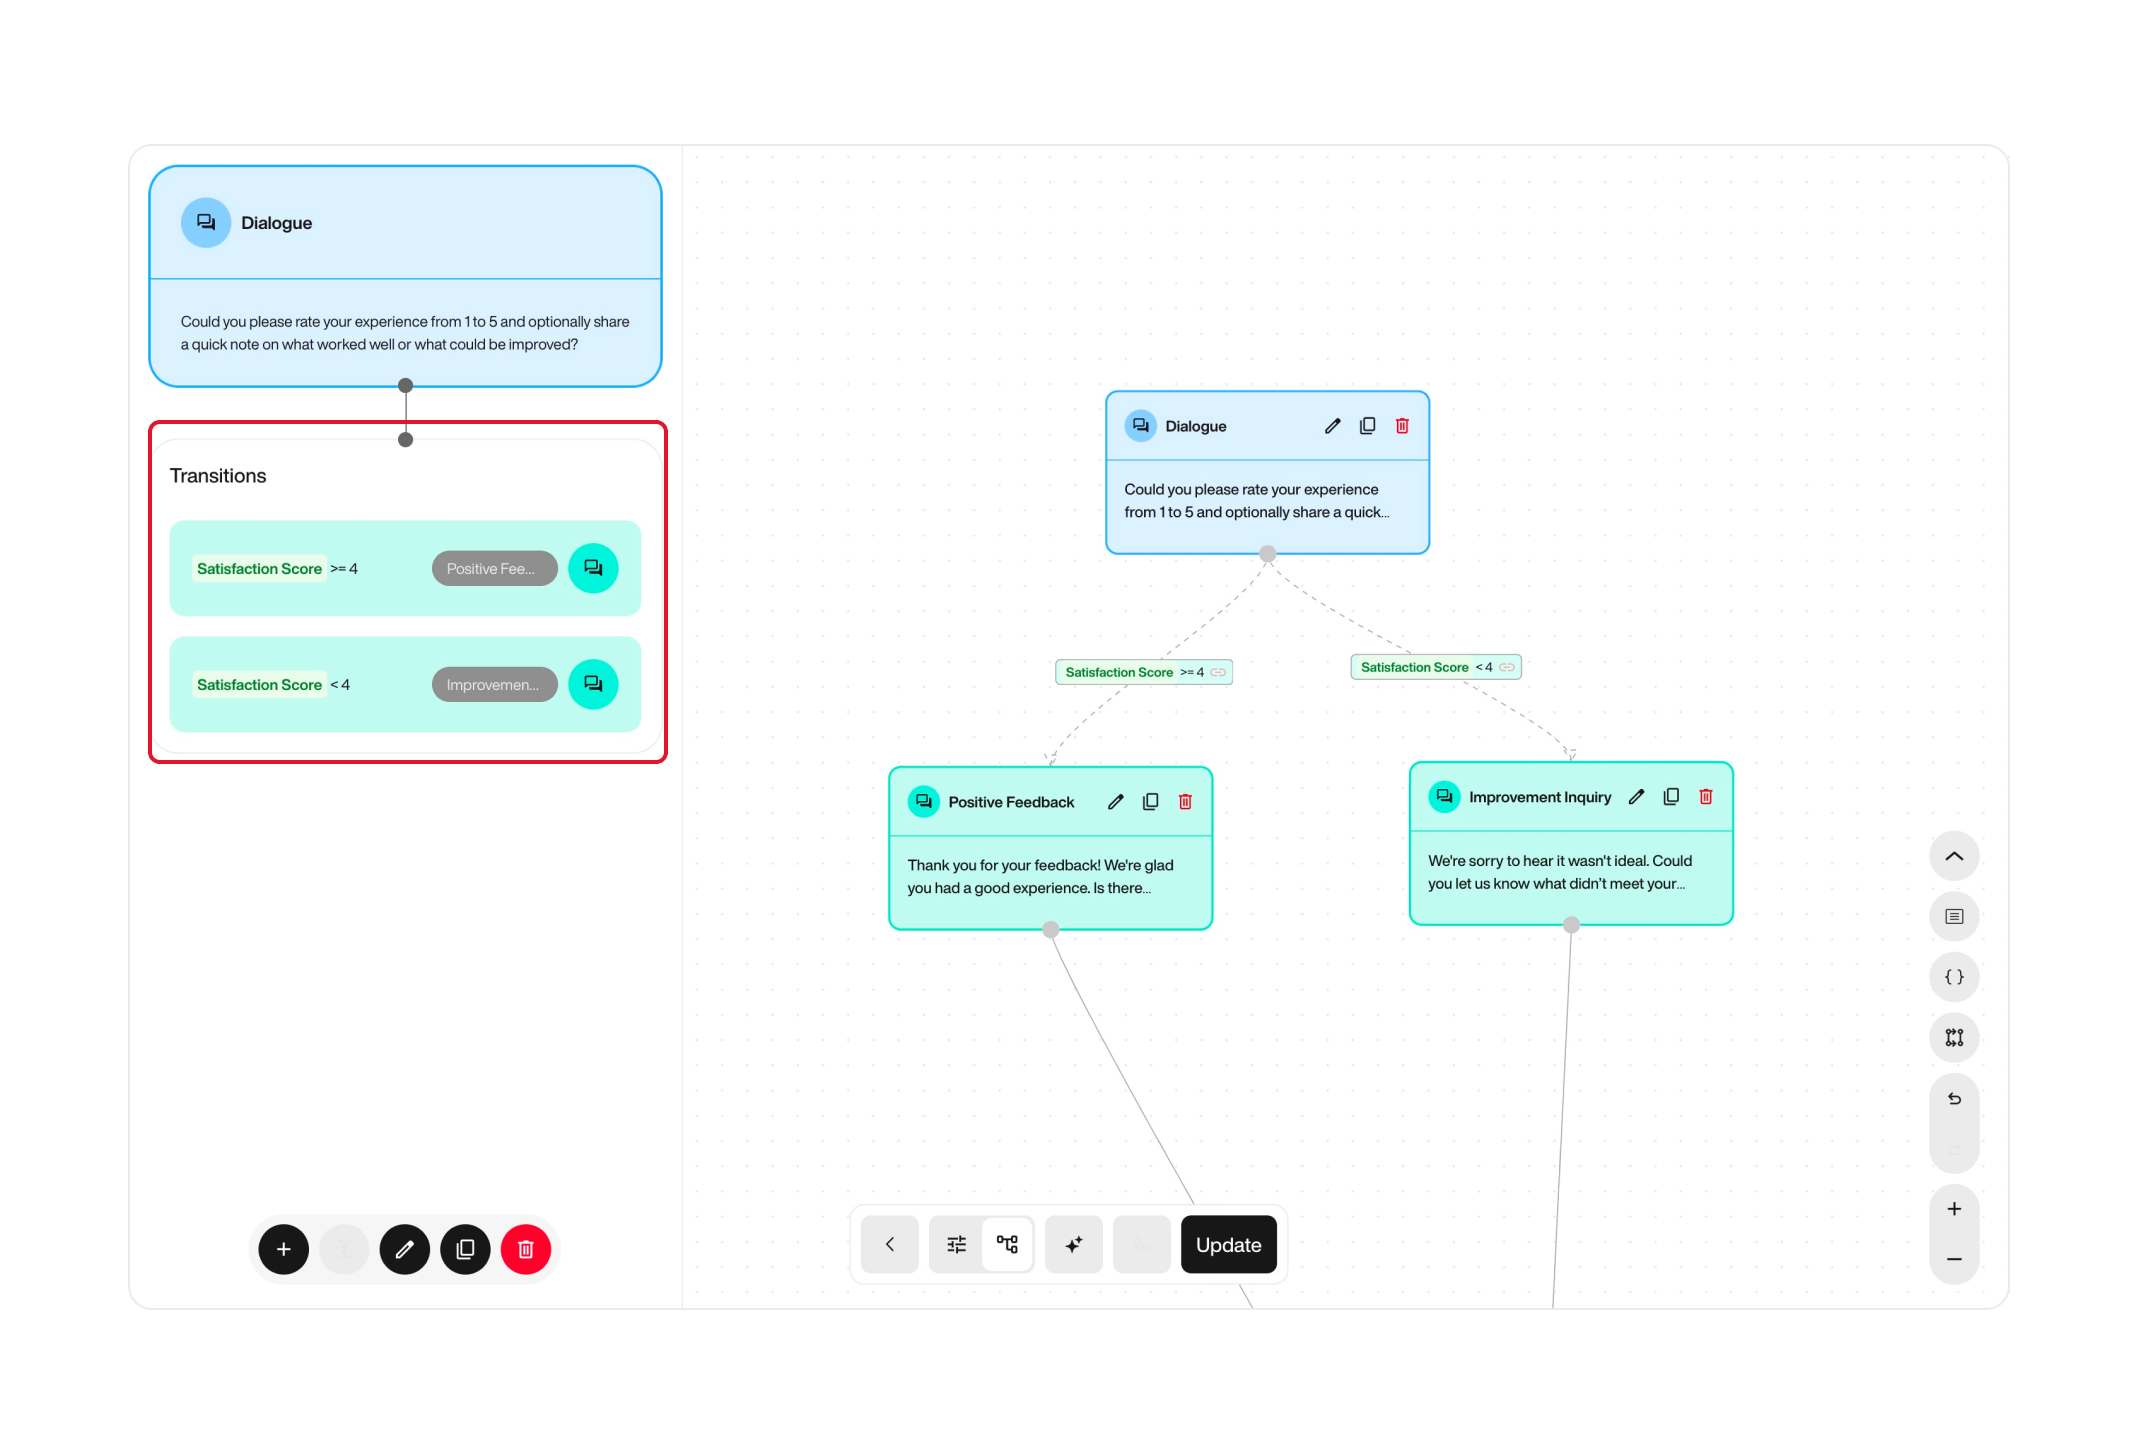 Dialogue
Could you please rate your experience from 1 to 5 and optionally share
a quick note on what worked well or what could be improved?
Transitions
Satisfaction Score >= 4 Positive Fee...
Satisfaction Score < 4 Improvemen...
Dialogue
Could you please rate your experience
from 1 to 5 and optionally share a quick...
Satisfaction Score >= 4
Satisfaction Score < 4
Positive Feedback
Thank you for your feedback! We're glad
you had a good experience. Is there...
Improvement Inquiry
We're sorry to hear it wasn't ideal. Could
you let us know what didn't meet your...
Update